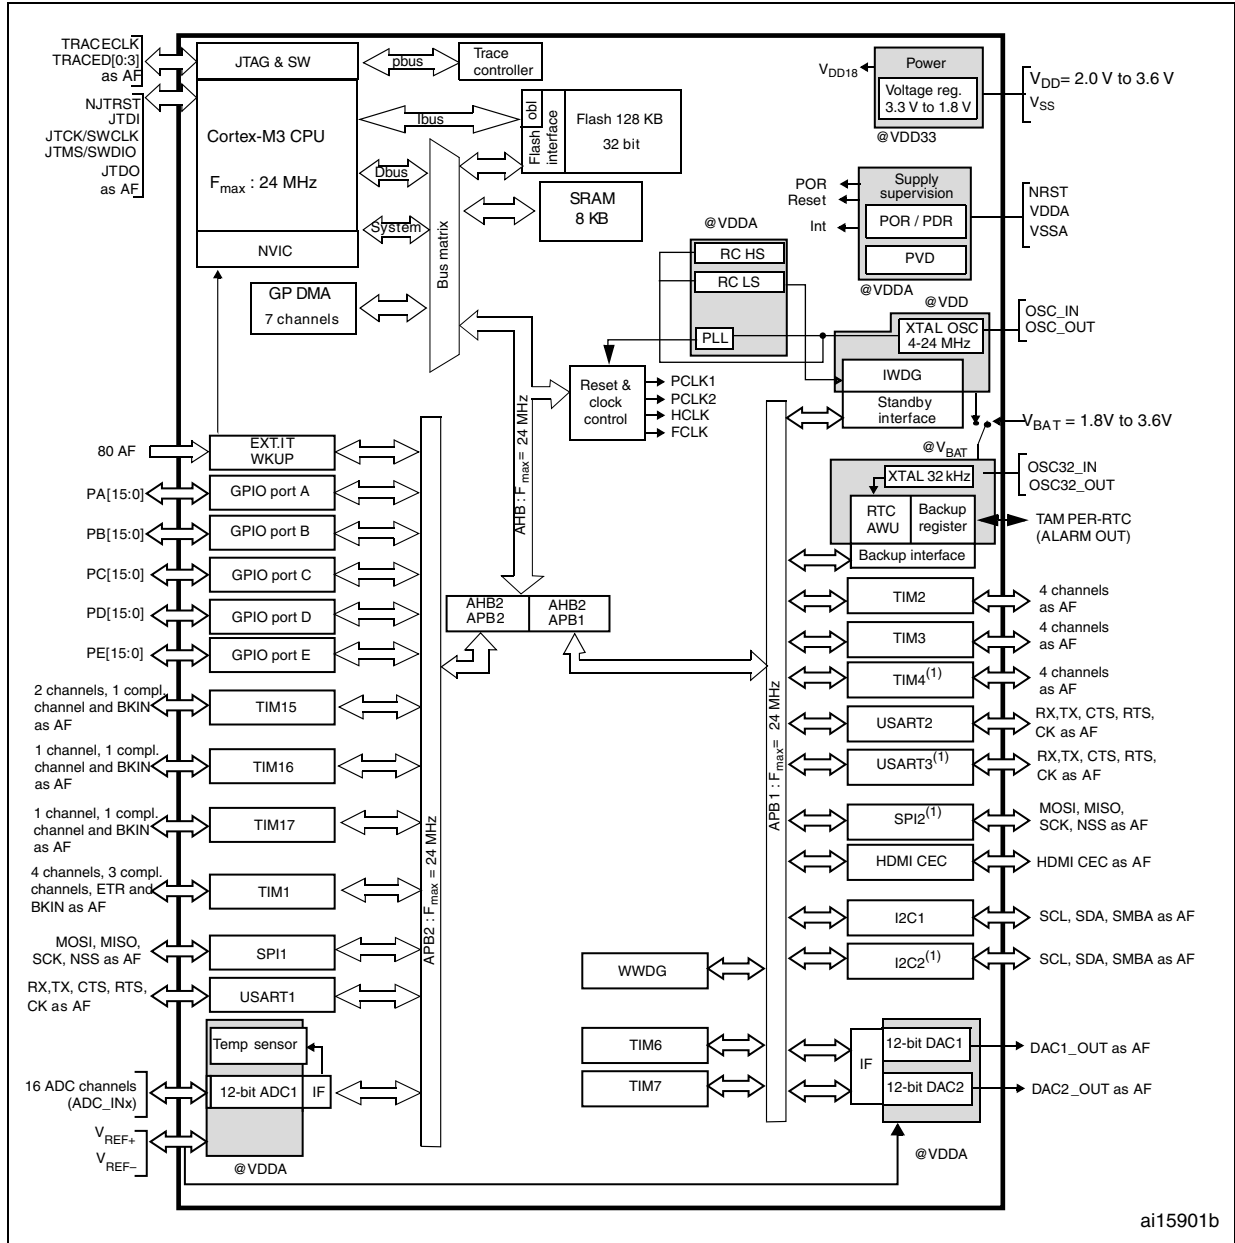 TRACECLK
TRACED[0:3]
as AF
NJTRST
JTDI
JTCK/SWCLK
JTMS/SWDIO
JTDO
as AF
JTAG & SW
Cortex-M3 CPU
Fmax : 24 MHz
NVIC
GP DMA
7 channels
pbus
Trace
controller
Ibus
Dbus
System
Bus matrix
Flash obl
interface
Flash 128 KB
32 bit
SRAM
8 KB
VDD18
Power
Voltage reg.
3.3 V to 1.8 V
@VDD33
VDD= 2.0 V to 3.6 V
VSS
POR
Reset
Int
Supply
supervision
POR / PDR
PVD
@VDDA
NRST
VDDA
VSSA
@VDDA
RC HS
RC LS
PLL
@VDD
XTAL OSC
4-24 MHz
IWDG
Standby
interface
OSC_IN
OSC_OUT
Reset &
clock
control
PCLK1
PCLK2
HCLK
FCLK
AHB : Fmax= 24 MHz
VBAT = 1.8V to 3.6V
@VBAT
XTAL 32 kHz
RTC
AWU
Backup
register
Backup interface
OSC32_IN
OSC32_OUT
TAM PER-RTC
(ALARM OUT)
80 AF
EXT.IT
WKUP
PA[15:0]
GPIO port A
PB[15:0]
GPIO port B
PC[15:0]
GPIO port C
PD[15:0]
GPIO port D
PE[15:0]
GPIO port E
AHB2
APB2
AHB2
APB1
2 channels, 1 compl.
channel and BKIN
as AF
TIM15
1 channel, 1 compl.
channel and BKIN
as AF
TIM16
1 channel, 1 compl.
channel and BKIN
as AF
TIM17
4 channels, 3 compl.
channels, ETR and
BKIN as AF
TIM1
MOSI, MISO,
SCK, NSS as AF
SPI1
RX,TX, CTS, RTS,
CK as AF
USART1
Temp sensor
16 ADC channels
(ADC_INx)
12-bit ADC1
IF
VREF+
VREF–
@VDDA
APB2 : Fmax = 24 MHz
APB1 : Fmax= 24 MHz
TIM2
4 channels
as AF
TIM3
4 channels
as AF
TIM4(1)
4 channels
as AF
USART2
RX,TX, CTS, RTS,
CK as AF
USART3(1)
RX,TX, CTS, RTS,
CK as AF
SPI2(1)
MOSI, MISO,
SCK, NSS as AF
HDMI CEC
HDMI CEC as AF
I2C1
SCL, SDA, SMBA as AF
I2C2(1)
SCL, SDA, SMBA as AF
WWDG
TIM6
TIM7
IF
12-bit DAC1
DAC1_OUT as AF
12-bit DAC2
DAC2_OUT as AF
@VDDA
ai15901b